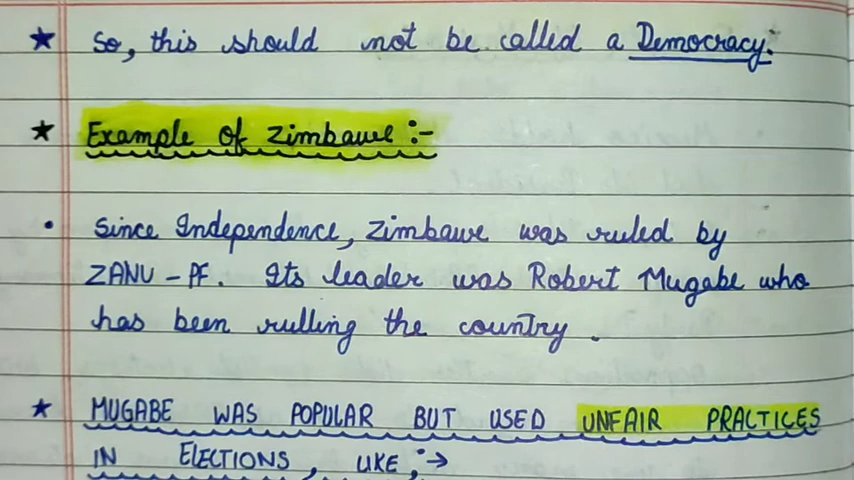 ★ So, this should not be called a Democracy.
★ Example of Zimbawe :-
• Since Independence, Zimbawe was ruled by
ZANU - PF. Its leader was Robert Mugabe who
has been rulling the country .
★ MUGABE WAS POPULAR BUT USED UNFAIR PRACTICES
IN ELECTIONS , LIKE ;→